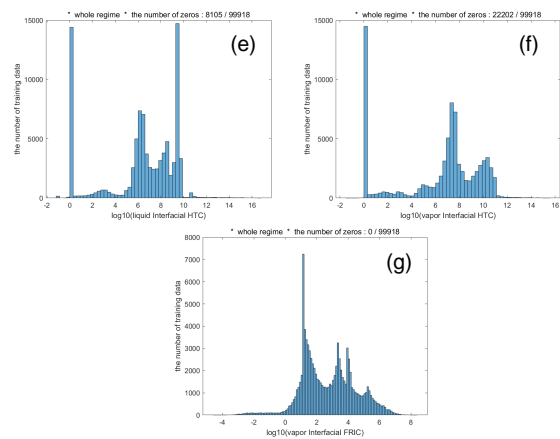 * whole regime * the number of zeros : 8105 / 99918
(e)
the number of training data
15000
10000
5000
0
-2 0 2 4 6 8 10 12 14 16
log10(liquid Interfacial HTC)
* whole regime * the number of zeros : 22202 / 99918
(f)
the number of training data
15000
10000
5000
0
-2 0 2 4 6 8 10 12 14 16
log10(vapor Interfacial HTC)
* whole regime * the number of zeros : 0 / 99918
(g)
the number of training data
8000
7000
6000
5000
4000
3000
2000
1000
0
-4 -2 0 2 4 6 8
log10(vapor Interfacial FRIC)